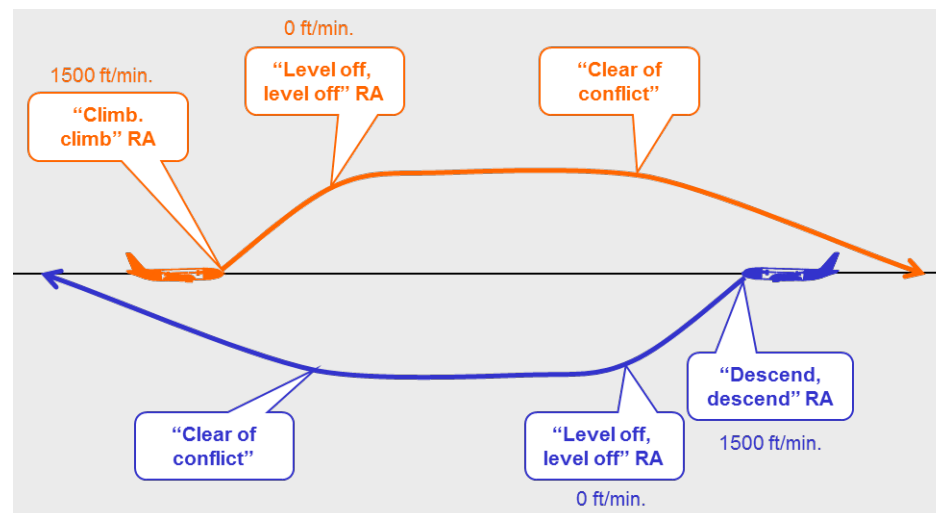 0 ft/min.
“Level off,
level off” RA
“Clear of
conflict”
1500 ft/min.
“Climb.
climb” RA
“Descend,
descend” RA
1500 ft/min.
“Clear of
conflict”
“Level off,
level off” RA
0 ft/min.